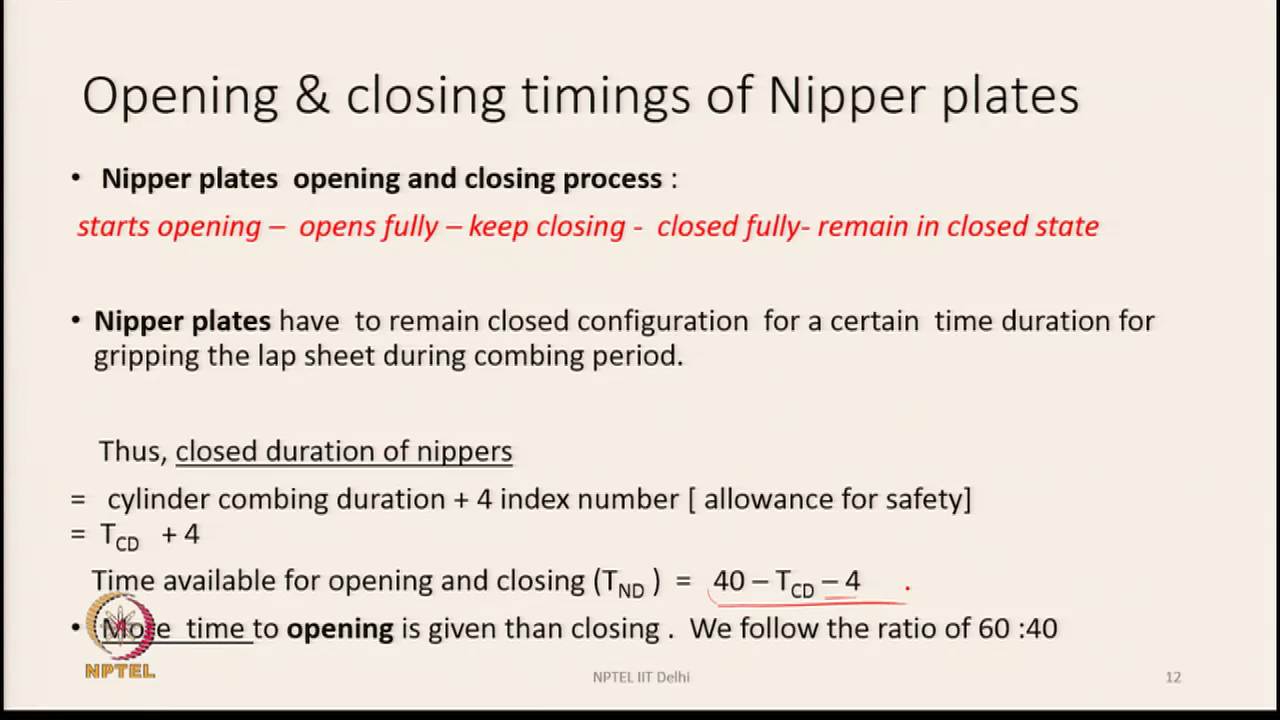 Opening & closing timings of Nipper plates
• Nipper plates opening and closing process :
starts opening – opens fully – keep closing - closed fully- remain in closed state
• Nipper plates have to remain closed configuration for a certain time duration for
gripping the lap sheet during combing period.
Thus, closed duration of nippers
= cylinder combing duration + 4 index number [ allowance for safety]
= TCD + 4
Time available for opening and closing (TND ) = 40 – TCD – 4
• More time to opening is given than closing . We follow the ratio of 60 :40
NPTEL
NPTEL IIT Delhi
12